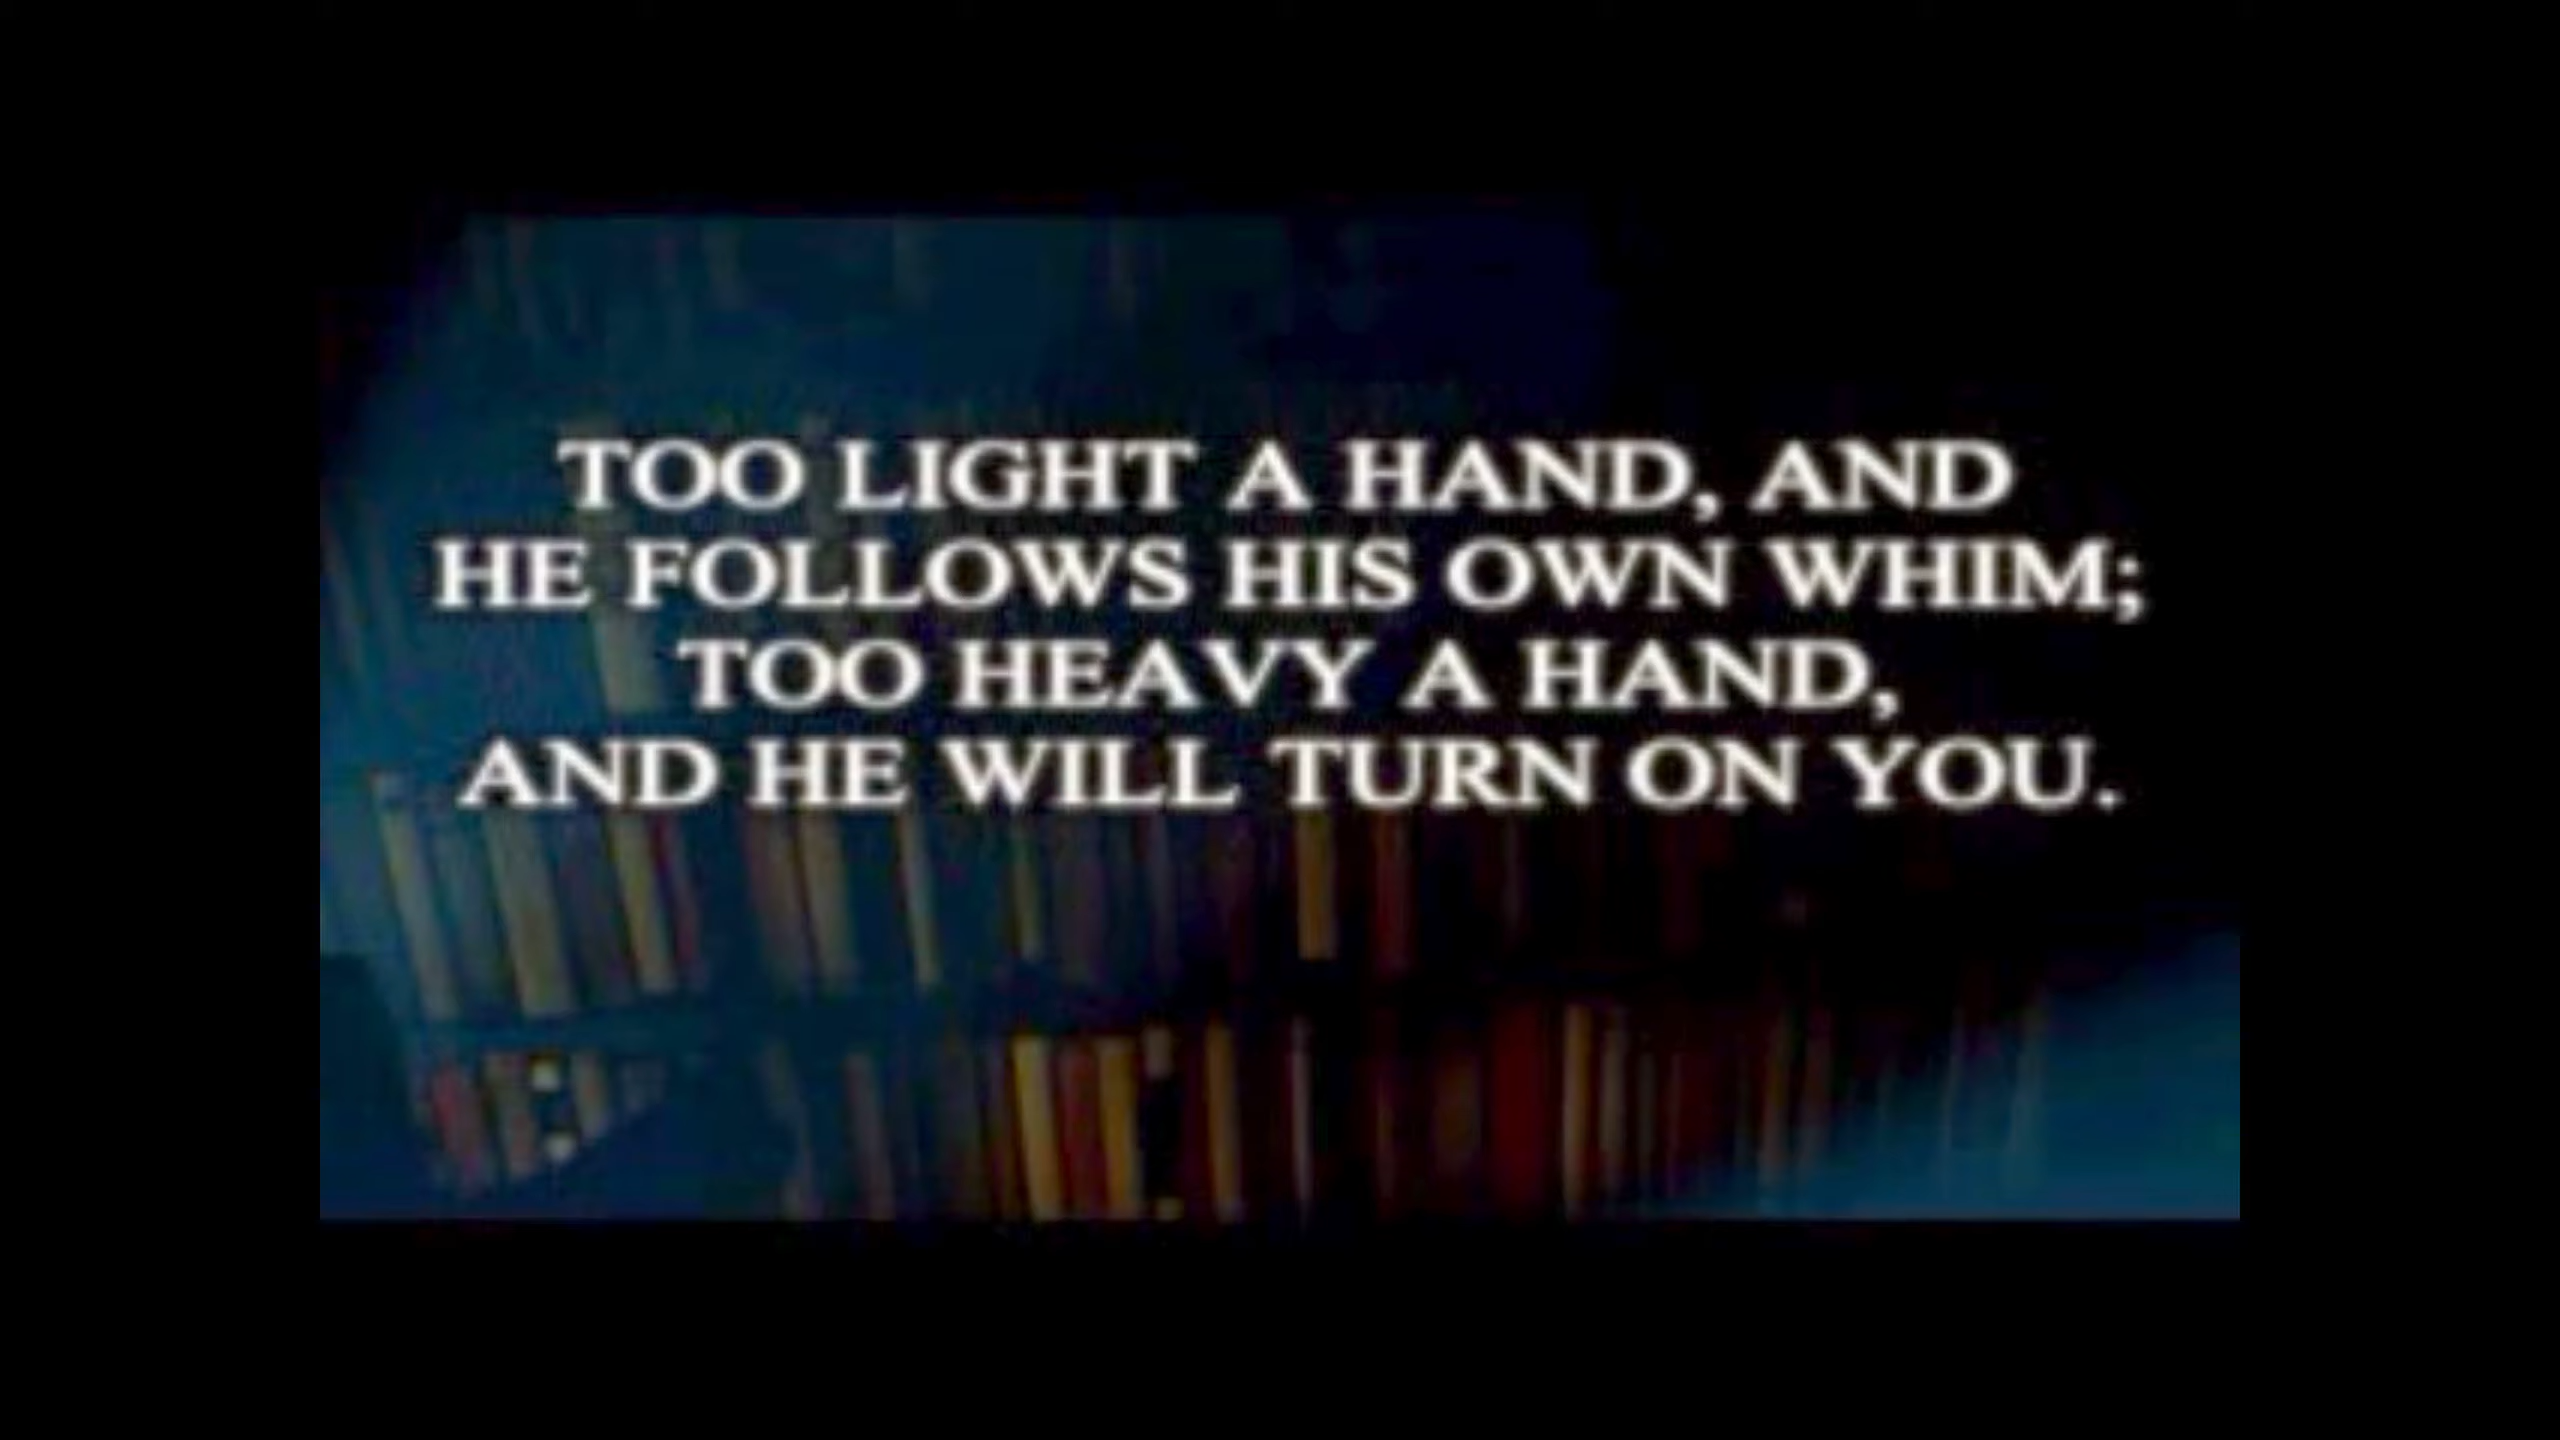 TOO LIGHT A HAND, AND
HE FOLLOWS HIS OWN WHIM;
TOO HEAVY A HAND,
AND HE WILL TURN ON YOU.